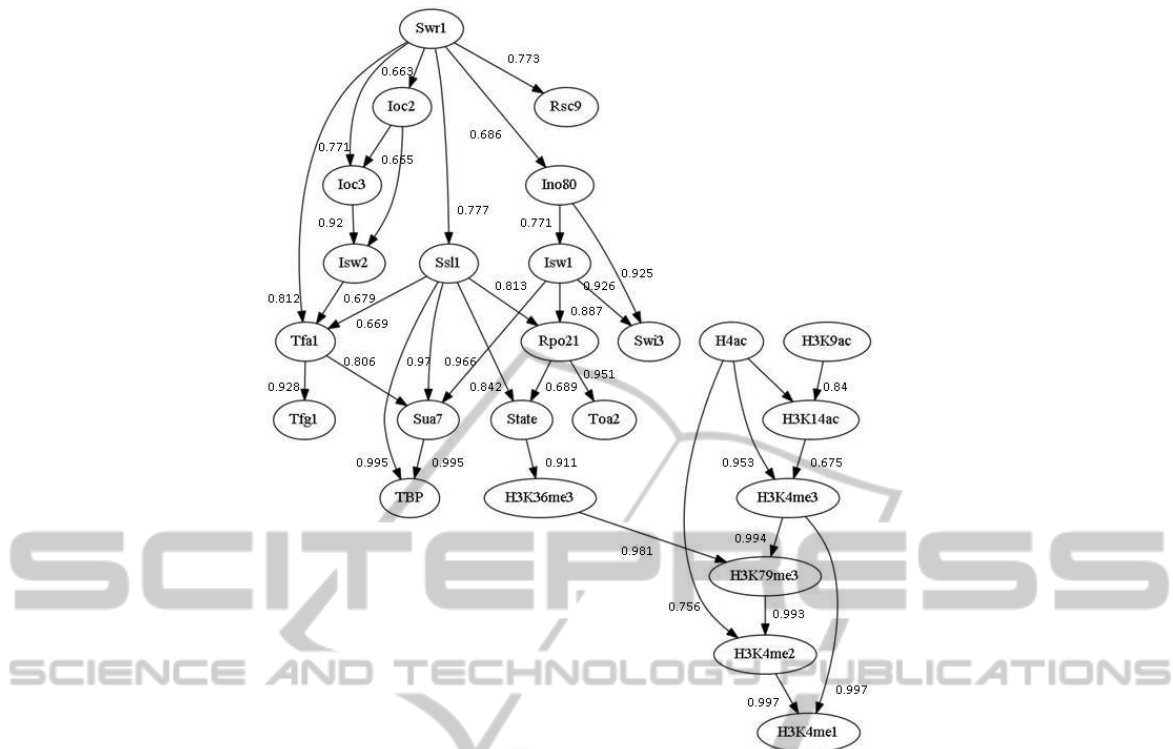 Swr1
0.773
0.663
Ioc2
Rsc9
0.686
0.771
0.665
Ioc3
Ino80
0.92
0.777
0.771
Isw2
Ssl1
Isw1
0.925
0.812
0.679
0.813
0.926
0.669
0.887
Tfa1
Rpo21
Swi3
H4ac
H3K9ac
0.806
0.97
0.966
0.951
0.928
0.842
0.689
0.84
Tfg1
Sua7
State
Toa2
H3K14ac
0.995
0.995
0.911
0.953
0.675
TBP
H3K36me3
H3K4me3
0.981
0.994
H3K79me3
0.756
0.993
H3K4me2
0.997
0.997
H3K4me1
SCITEPRESS
SCIENCE AND TECHNOLOGY PUBLICATIONS